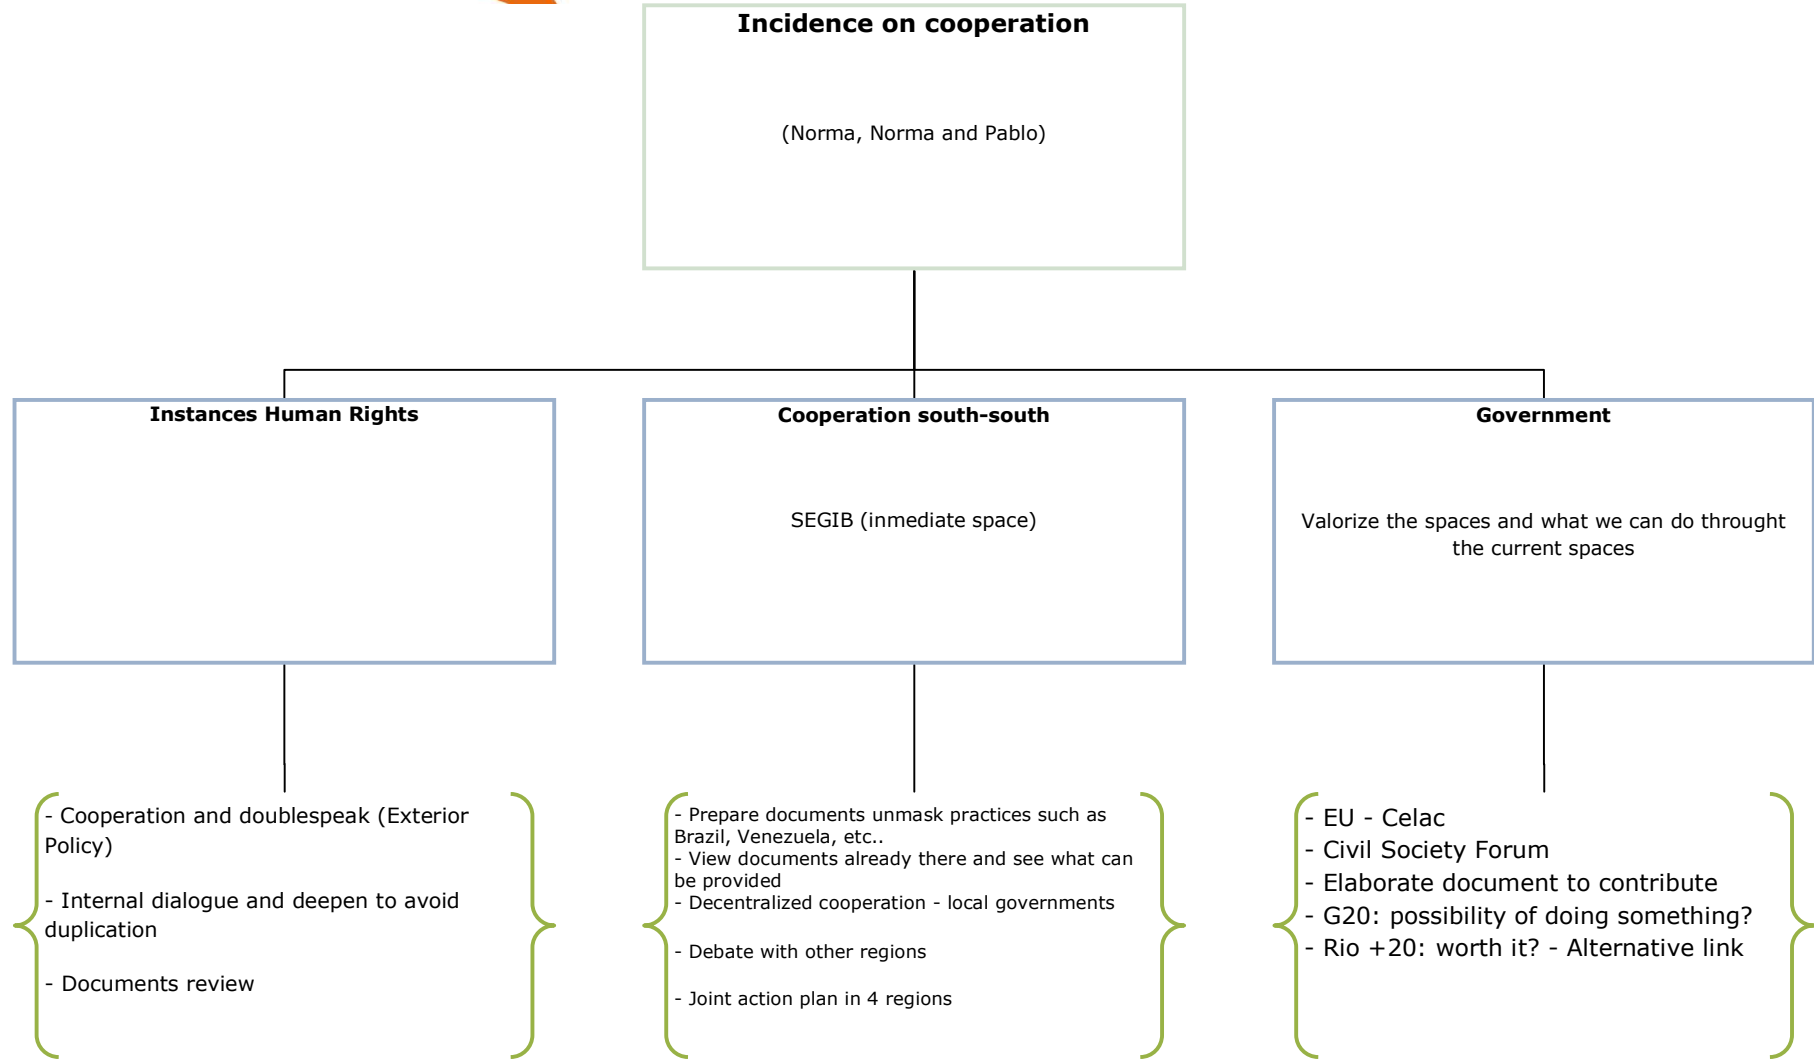 Incidence on cooperation
(Norma, Norma and Pablo)
Instances Human Rights
Cooperation south-south
SEGIB (inmediate space)
Government
Valorize the spaces and what we can do throught
the current spaces
- Cooperation and doublespeak (Exterior
Policy)
- Internal dialogue and deepen to avoid
duplication
- Documents review
- Prepare documents unmask practices such as
Brazil, Venezuela, etc..
- View documents already there and see what can
be provided
- Decentralized cooperation - local governments
- Debate with other regions
- Joint action plan in 4 regions
- EU - Celac
- Civil Society Forum
- Elaborate document to contribute
- G20: possibility of doing something?
- Rio +20: worth it? - Alternative link